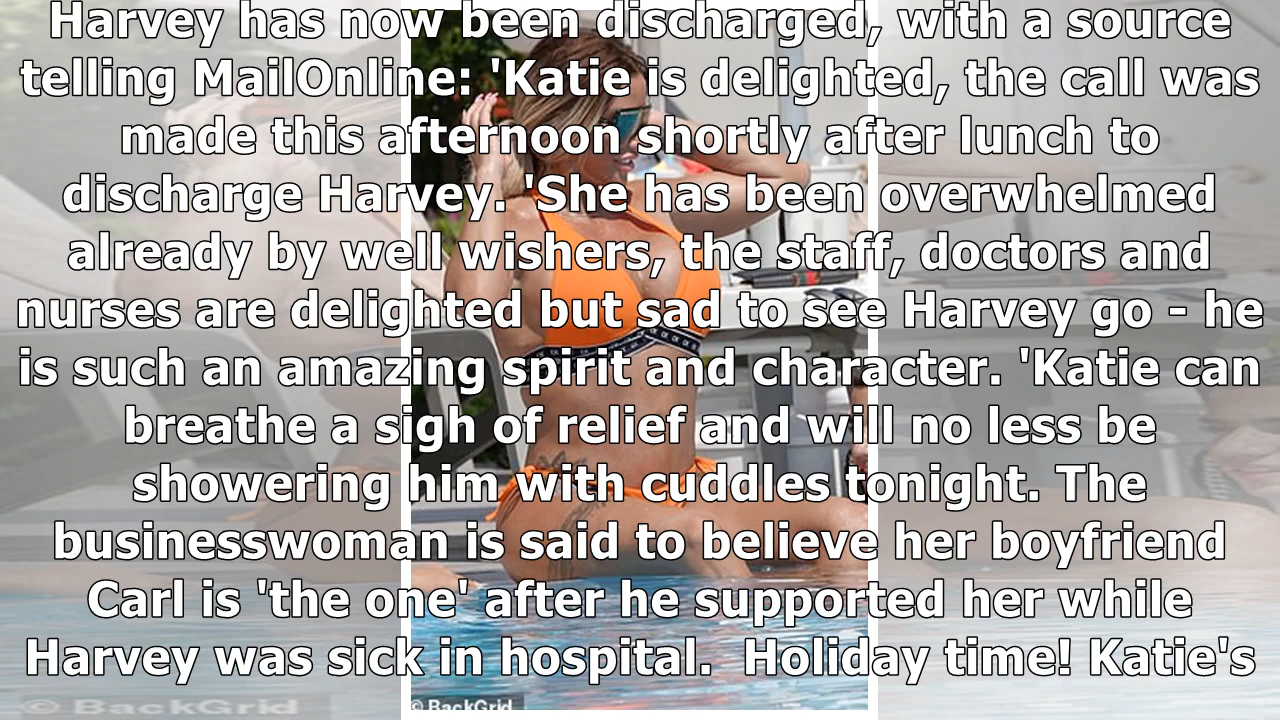 Harvey has now been discharged, with a source
telling MailOnline: 'Katie is delighted, the call was
made this afternoon shortly after lunch to
discharge Harvey. 'She has been overwhelmed
already by well wishers, the staff, doctors and
nurses are delighted but sad to see Harvey go - he
is such an amazing spirit and character. 'Katie can
breathe a sigh of relief and will no less be
showering him with cuddles tonight. The
businesswoman is said to believe her boyfriend
Carl is 'the one' after he supported her while
Harvey was sick in hospital.  Holiday time! Katie's
© BackGrid
© BackGrid